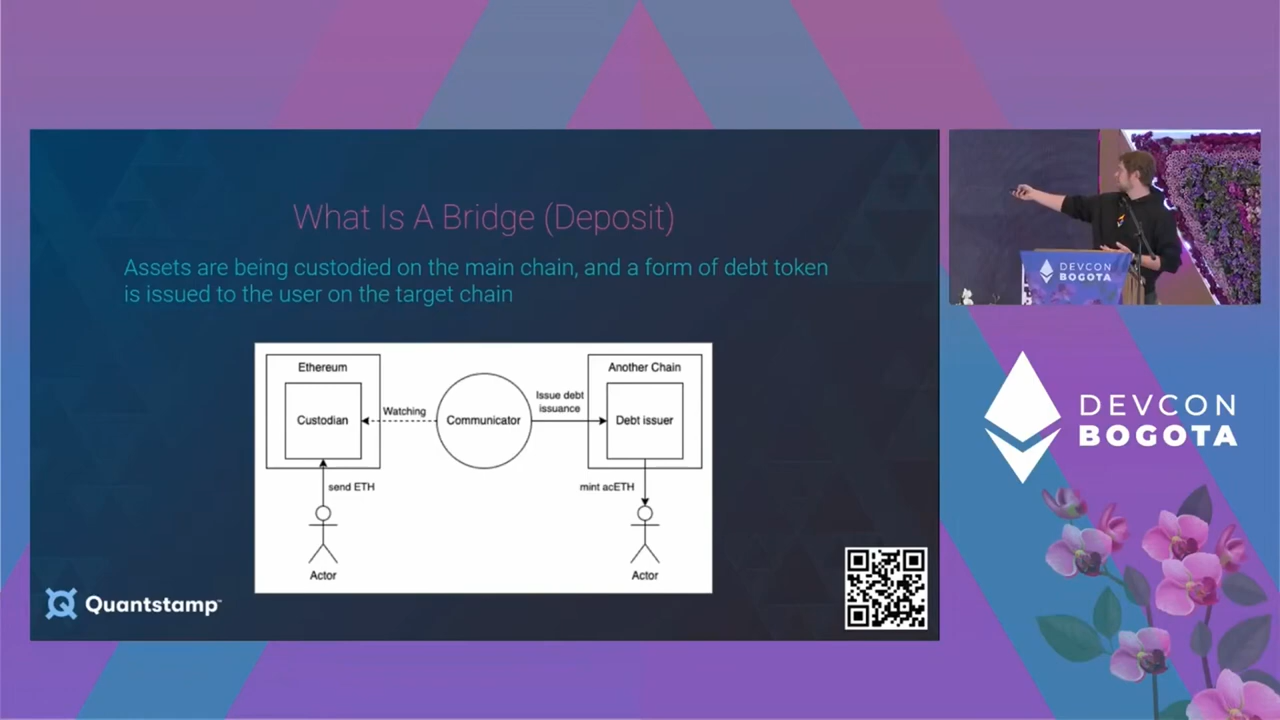 What Is A Bridge (Deposit)
Assets are being custodied on the main chain, and a form of debt token
is issued to the user on the target chain
Ethereum
Custodian
Watching
Communicator
Issue debt
issuance
Another Chain
Debt issuer
send ETH
mint acETH
Actor
Actor
Quantstamp™
DEVCON
BOGOTA
DEVCON
BOGOTA